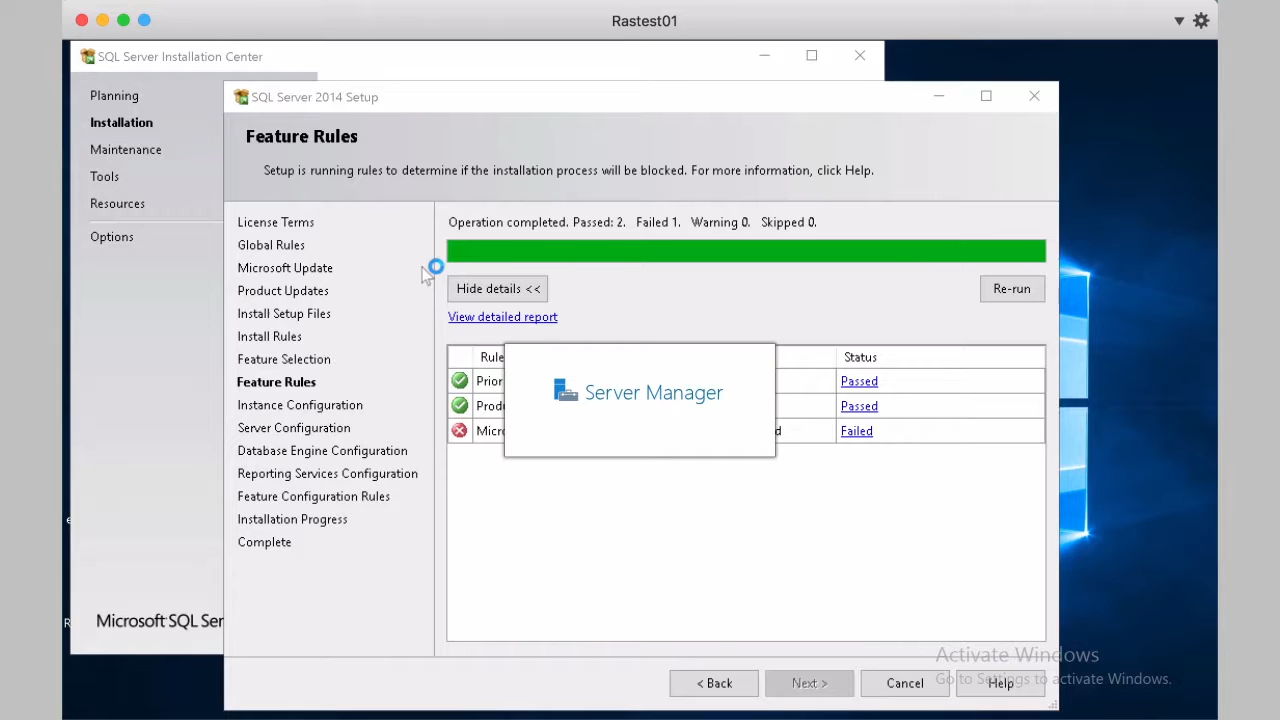 Rastest01
SQL Server Installation Center
Planning
Installation
Maintenance
Tools
Resources
Options
SQL Server 2014 Setup
Feature Rules
Setup is running rules to determine if the installation process will be blocked. For more information, click Help.
License Terms
Global Rules
Microsoft Update
Product Updates
Install Setup Files
Install Rules
Feature Selection
Feature Rules
Instance Configuration
Server Configuration
Database Engine Configuration
Reporting Services Configuration
Feature Configuration Rules
Installation Progress
Complete
Operation completed. Passed: 2. Failed 1. Warning 0. Skipped 0.
Hide details <<
Re-run
View detailed report
Rule Status
Prior Passed
Passed
Failed
Server Manager
Microsoft SQL Ser
< Back
Next >
Cancel
Help
Activate Windows
Go to Settings to activate Windows.